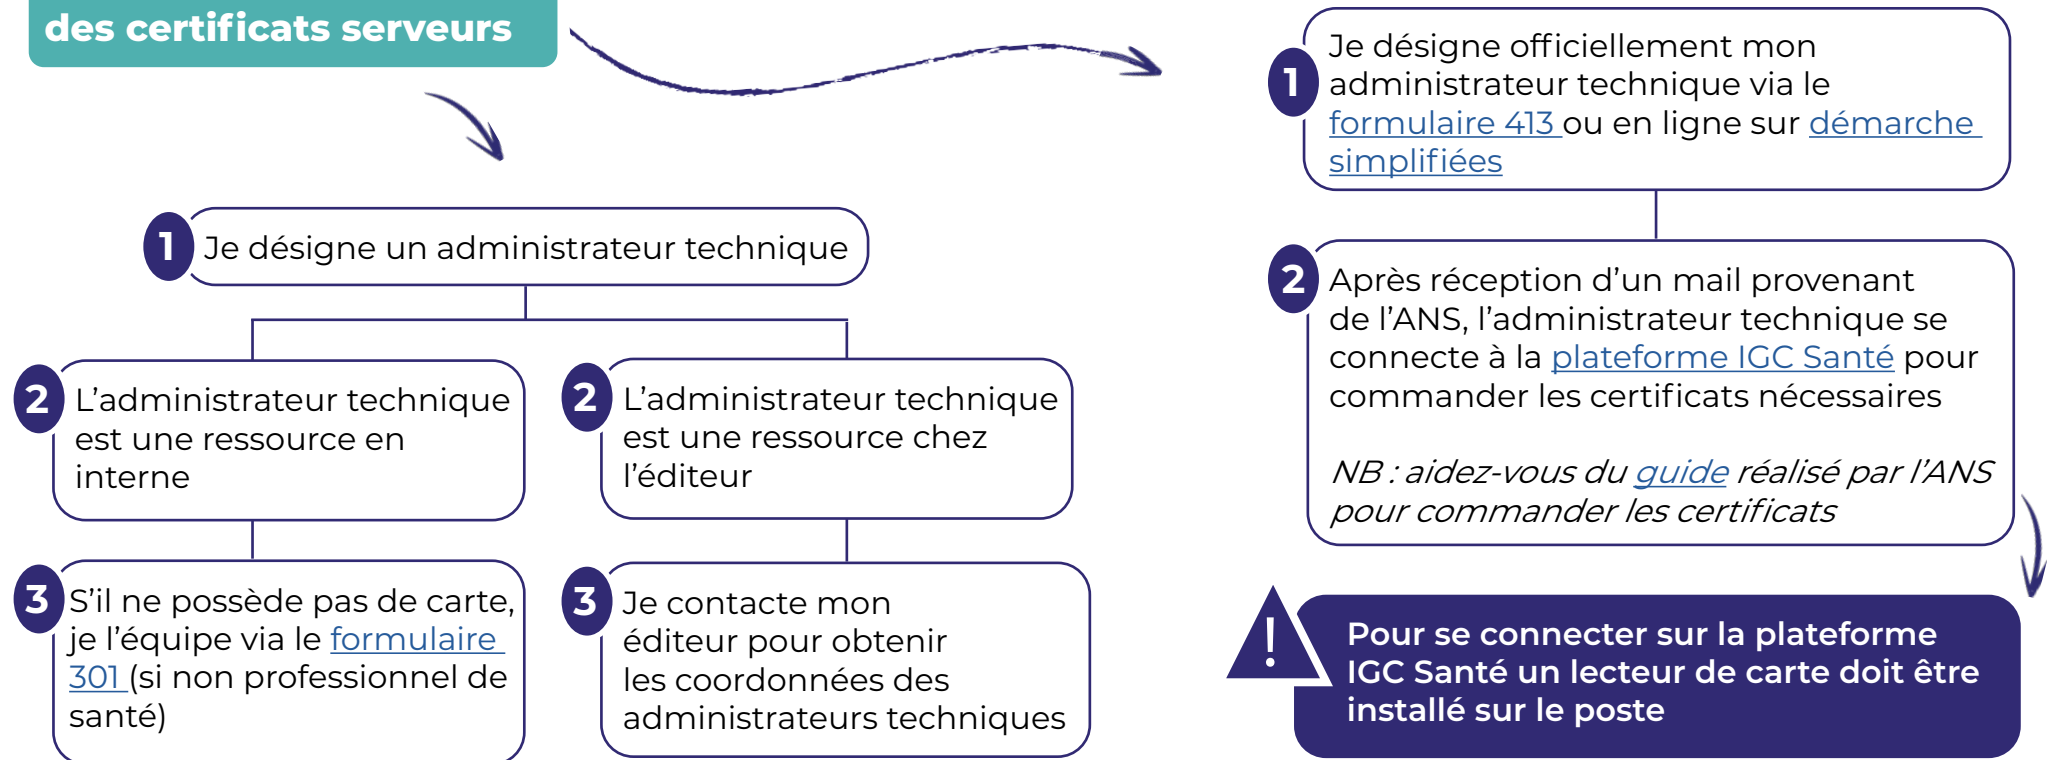 des certificats serveurs
1
Je désigne un administrateur technique
2
L'administrateur technique
est une ressource en
interne
3
S'il ne possède pas de carte,
je l'équipe via le formulaire
301 (si non professionnel de
santé)
2
L'administrateur technique
est une ressource chez
l'éditeur
3
Je contacte mon
éditeur pour obtenir
les coordonnées des
administrateurs techniques
1
Je désigne officiellement mon
administrateur technique via le
formulaire 413 ou en ligne sur démarche
simplifiées
2
Après réception d'un mail provenant
de l'ANS, l'administrateur technique se
connecte à la plateforme IGC Santé pour
commander les certificats nécessaires
NB : aidez-vous du guide réalisé par l'ANS
pour commander les certificats
!
Pour se connecter sur la plateforme
IGC Santé un lecteur de carte doit être
installé sur le poste